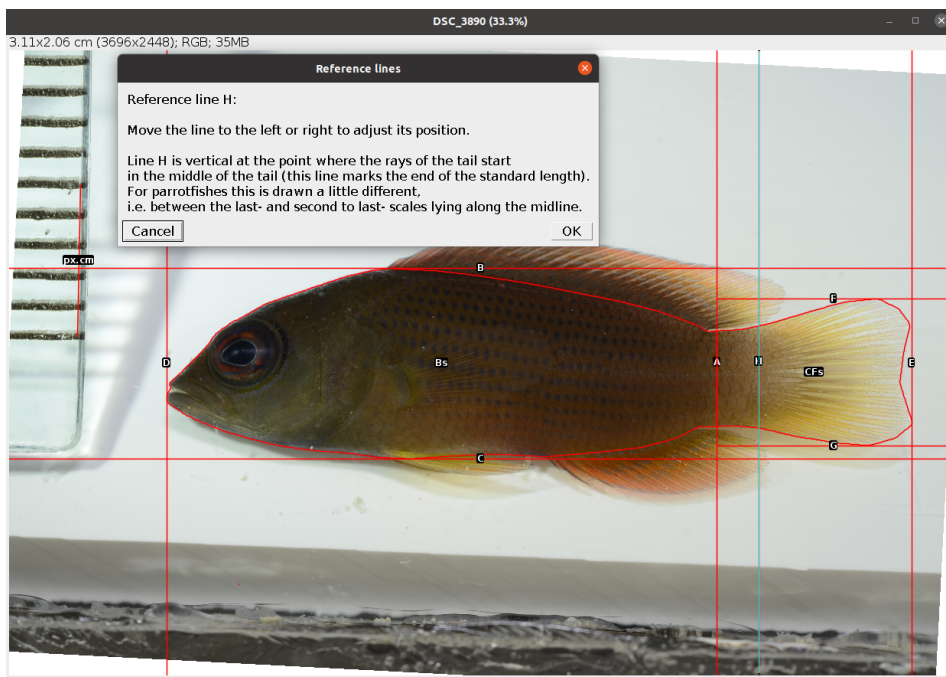 DSC_3890 (33.3%)
3.11x2.06 cm (3696x2448); RGB; 35MB
Reference lines
Reference line H:
Move the line to the left or right to adjust its position.
Line H is vertical at the point where the rays of the tail start
in the middle of the tail (this line marks the end of the standard length).
For parrotfishes this is drawn a little different,
i.e. between the last- and second to last- scales lying along the midline.
Cancel
OK
px.cm
B
F
D
Bs
A
H
CFs
E
G
C